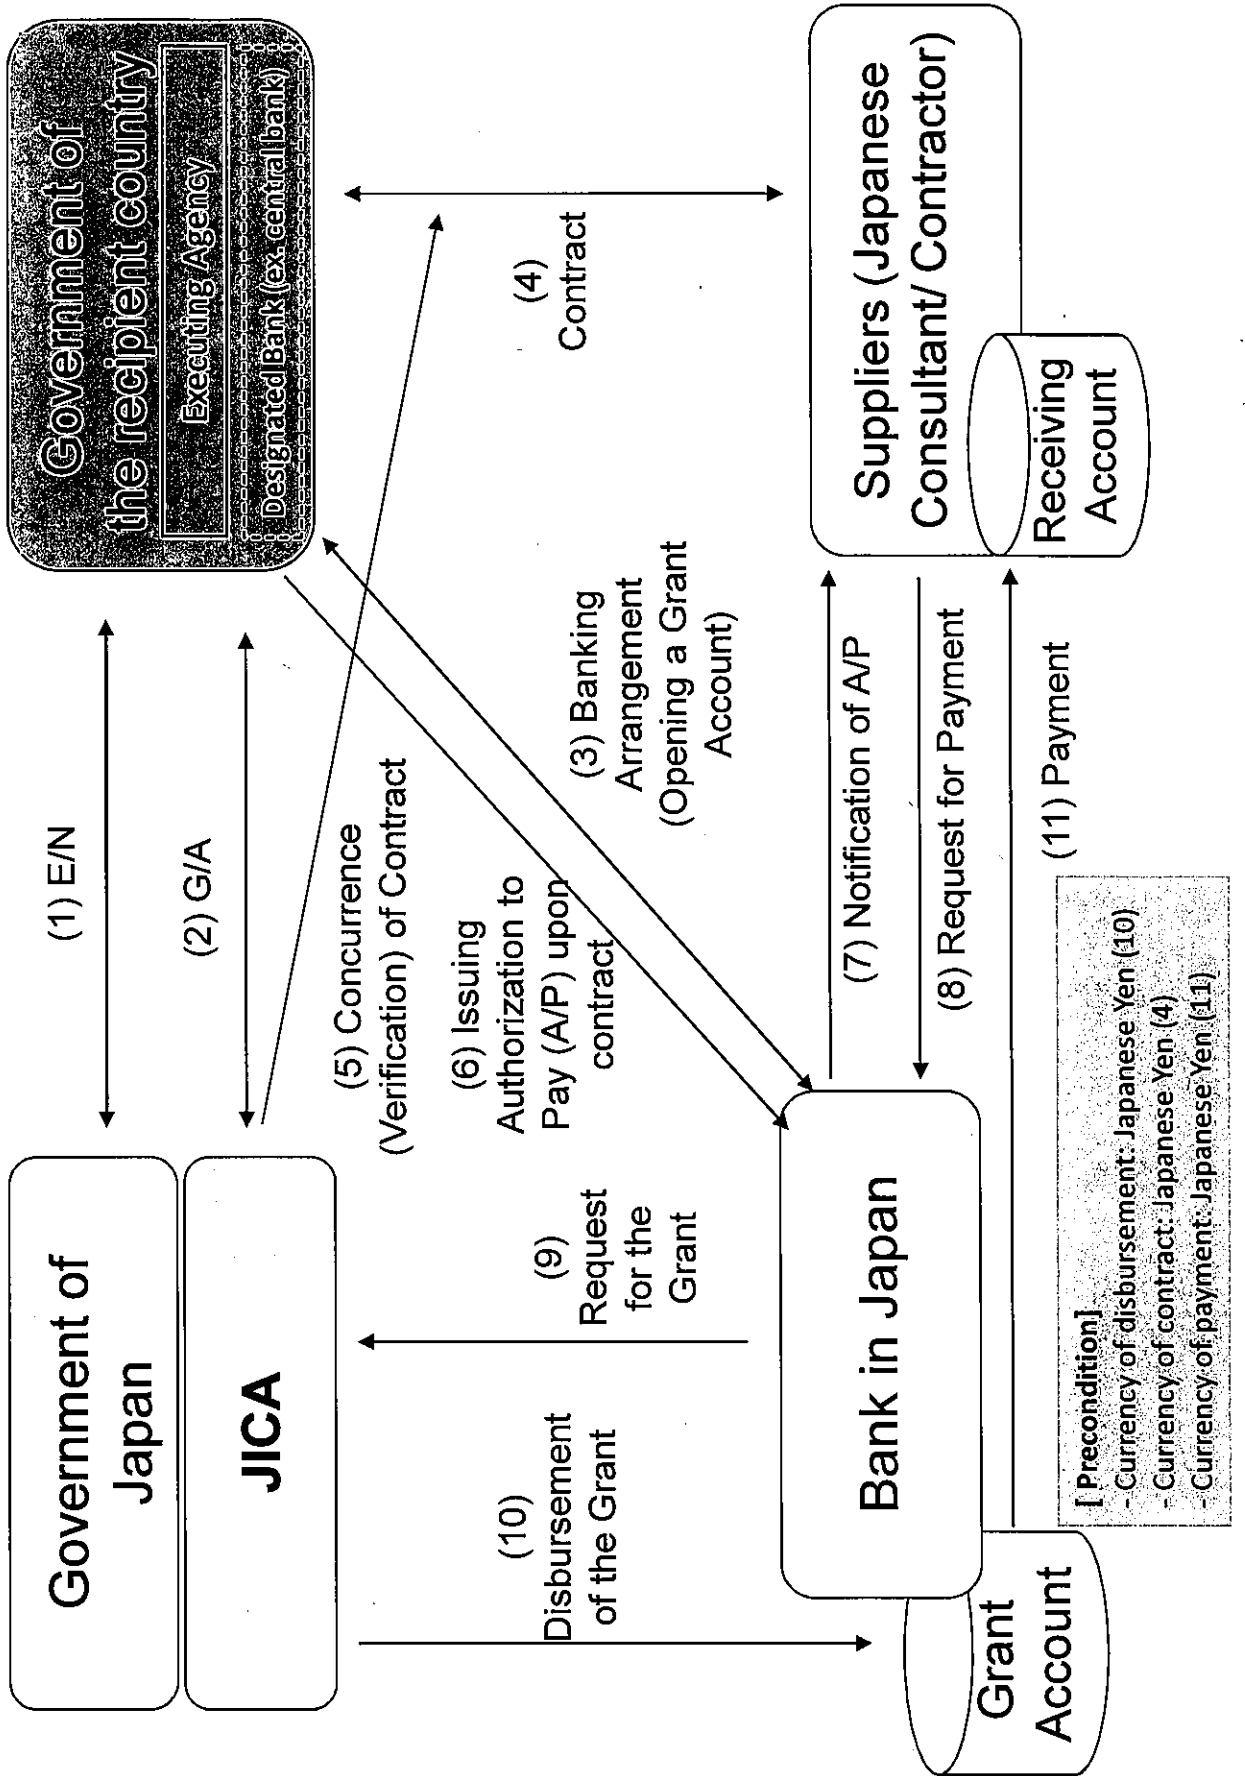 Government of
Japan
JICA
Government of
the recipient country
Executing Agency
Designated Bank (ex. central bank)
(1) E/N
(2) G/A
(5) Concurrence
(Verification) of Contract
(6) Issuing
Authorization to
Pay (A/P) upon
contract
(3) Banking
Arrangement
(Opening a Grant
Account)
(4)
Contract
(10)
Disbursement
of the Grant
(9)
Request
for the
Grant
Bank in Japan
Grant
Account
(7) Notification of A/P
(8) Request for Payment
(11) Payment
Suppliers (Japanese
Consultant/ Contractor)
Receiving
Account
[ Precondition]
- Currency of disbursement: Japanese Yen (10)
- Currency of contract: Japanese Yen (4)
- Currency of payment: Japanese Yen (11)